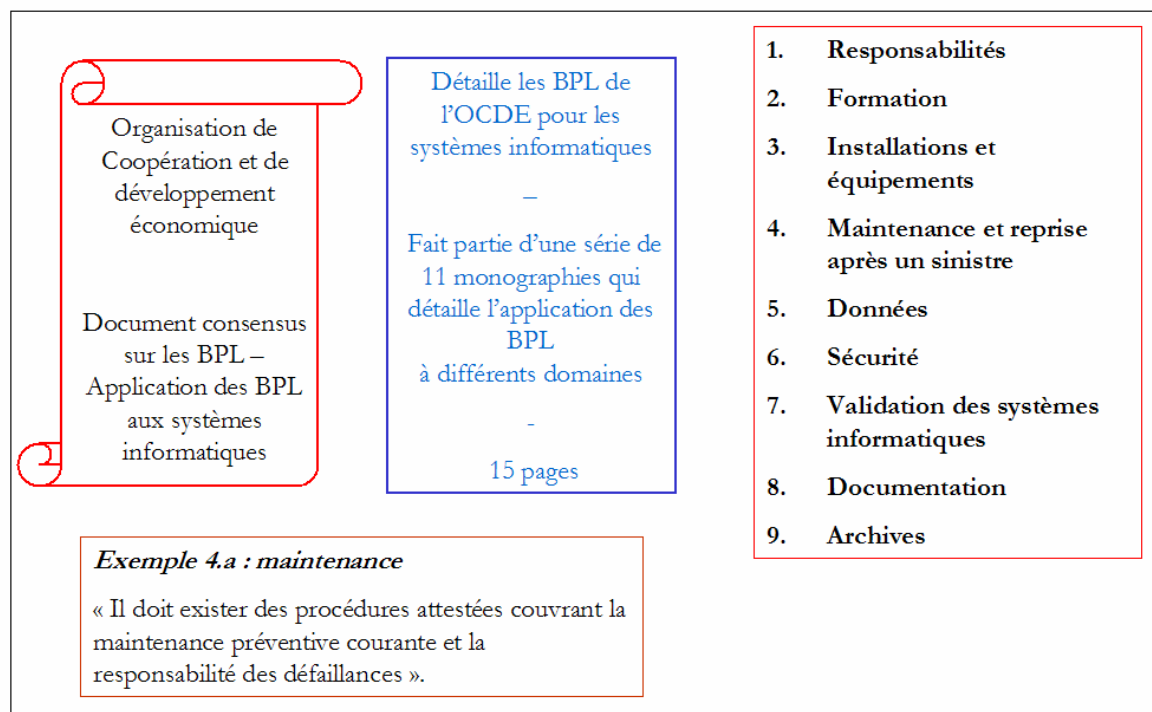 Organisation de
Coopération et de
développement
économique
Document consensus
sur les BPL –
Application des BPL
aux systèmes
informatiques
Détaille les BPL de
l'OCDE pour les
systèmes informatiques
–
Fait partie d'une série de
11 monographies qui
détaille l'application des
BPL
à différents domaines
-
15 pages
1. Responsabilités
2. Formation
3. Installations et
équipements
4. Maintenance et reprise
après un sinistre
5. Données
6. Sécurité
7. Validation des systèmes
informatiques
8. Documentation
9. Archives
Exemple 4.a : maintenance
« Il doit exister des procédures attestées couvrant la
maintenance préventive courante et la
responsabilité des défaillances ».